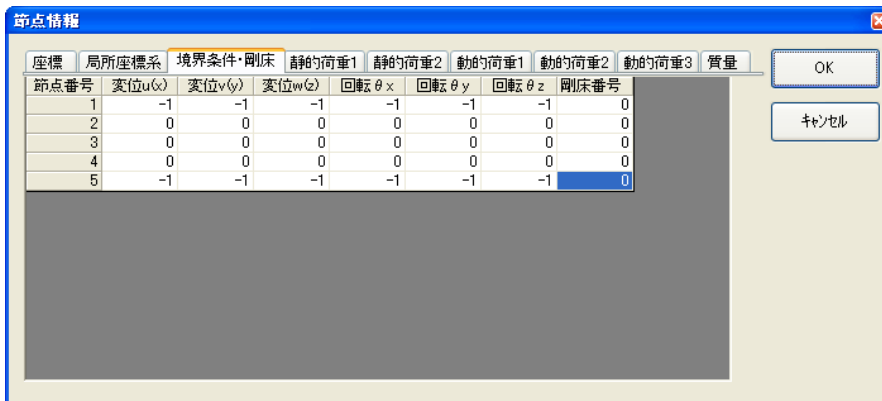 節点情報
座標 局所座標系 境界条件・剛床 静的荷重1 静的荷重2 動的荷重1 動的荷重2 動的荷重3 質量
OK
キャンセル
節点番号 変位u(x) 変位v(y) 変位w(z) 回転θx 回転θy 回転θz 剛床番号
1 -1 -1 -1 -1 -1 -1 0
2 0 0 0 0 0 0 0
3 0 0 0 0 0 0 0
4 0 0 0 0 0 0 0
5 -1 -1 -1 -1 -1 -1 0